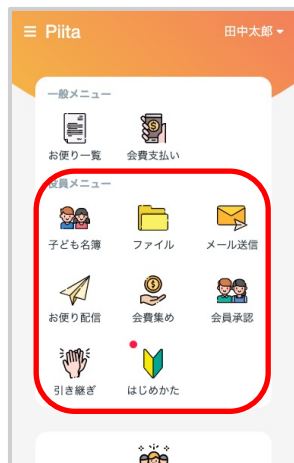 Piita
田中太郎
一般メニュー
お便り一覧 会費支払い
役員メニュー
子ども名簿 ファイル メール送信
お便り配信 会費集め 会員承認
引き継ぎ はじめかた